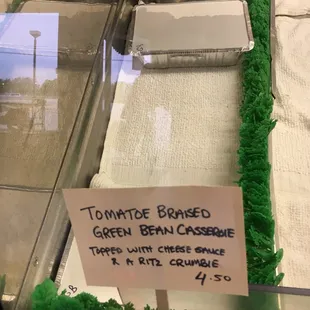 TOMATOE BRAISED
GREEN BEAN CASSEROLE
TOPPED WITH CHEESE SAUCE
& A RITZ CRUMBLE
4.50